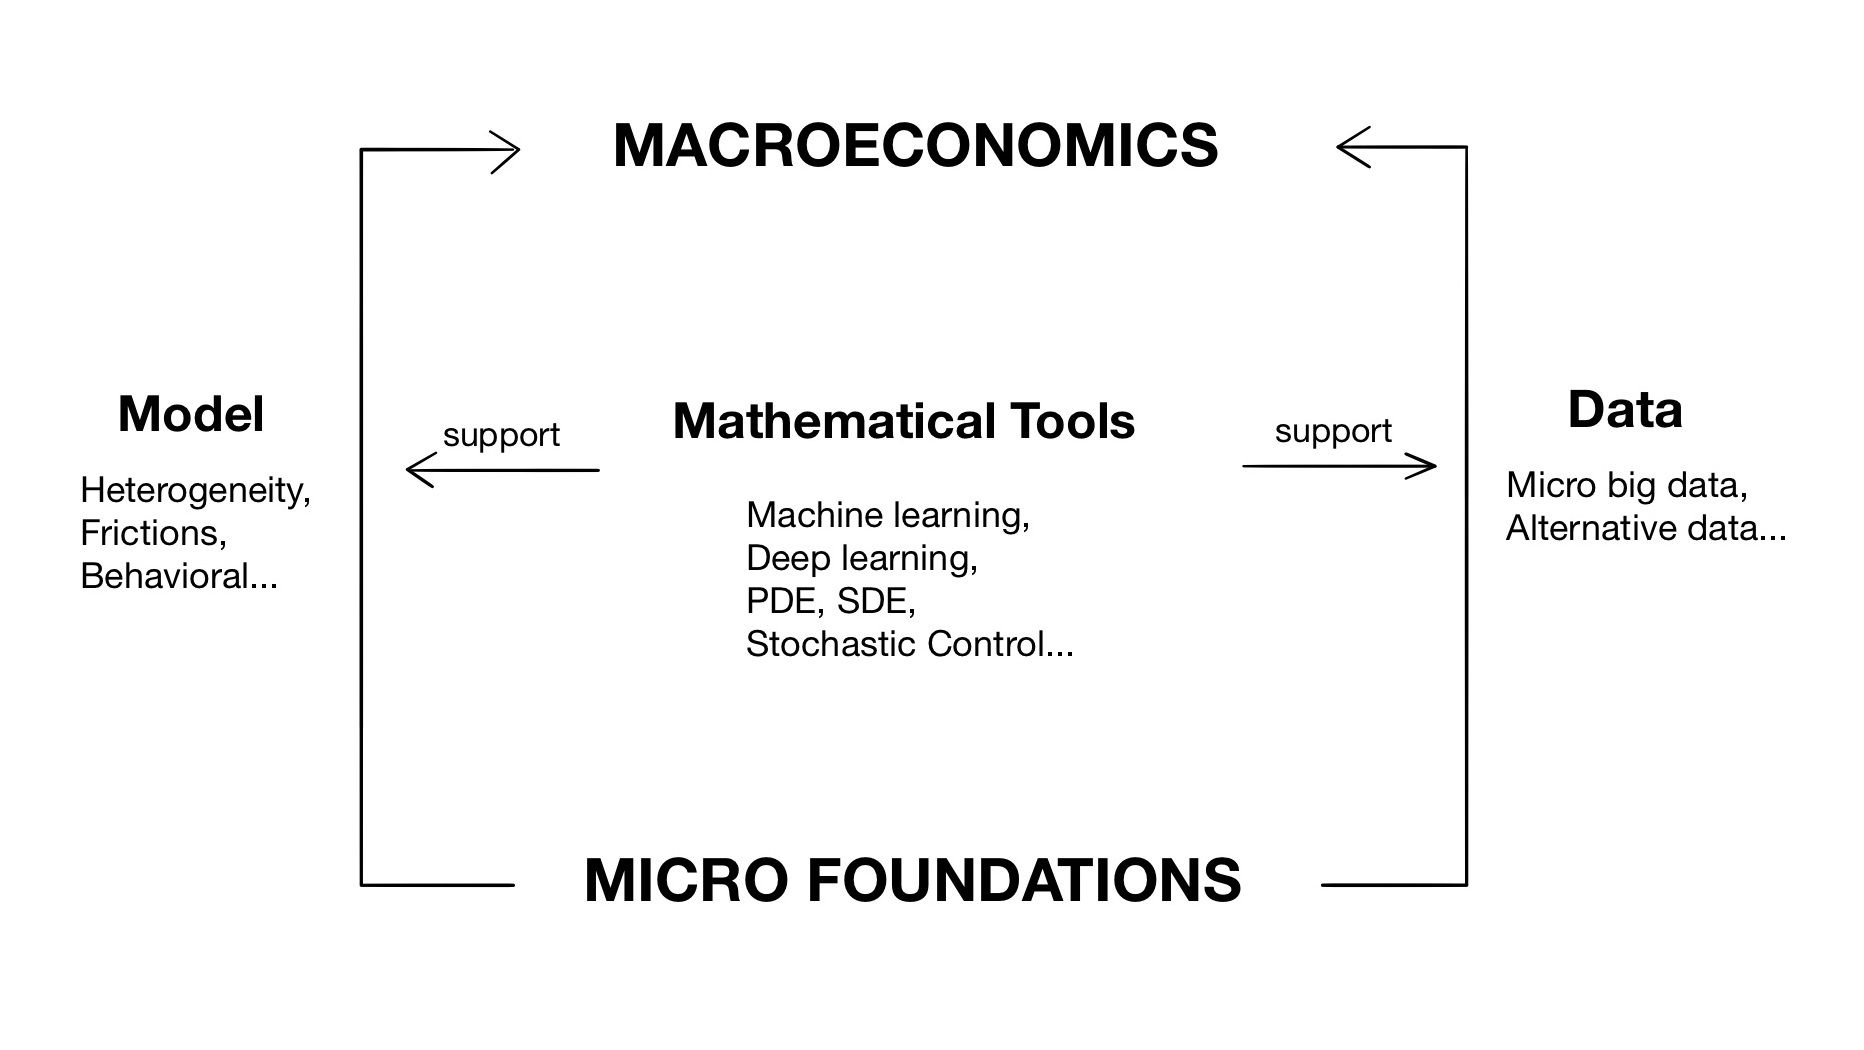 MACROECONOMICS
Model
Heterogeneity,
Frictions,
Behavioral...
support
Mathematical Tools
Machine learning,
Deep learning,
PDE, SDE,
Stochastic Control...
support
Data
Micro big data,
Alternative data...
MICRO FOUNDATIONS